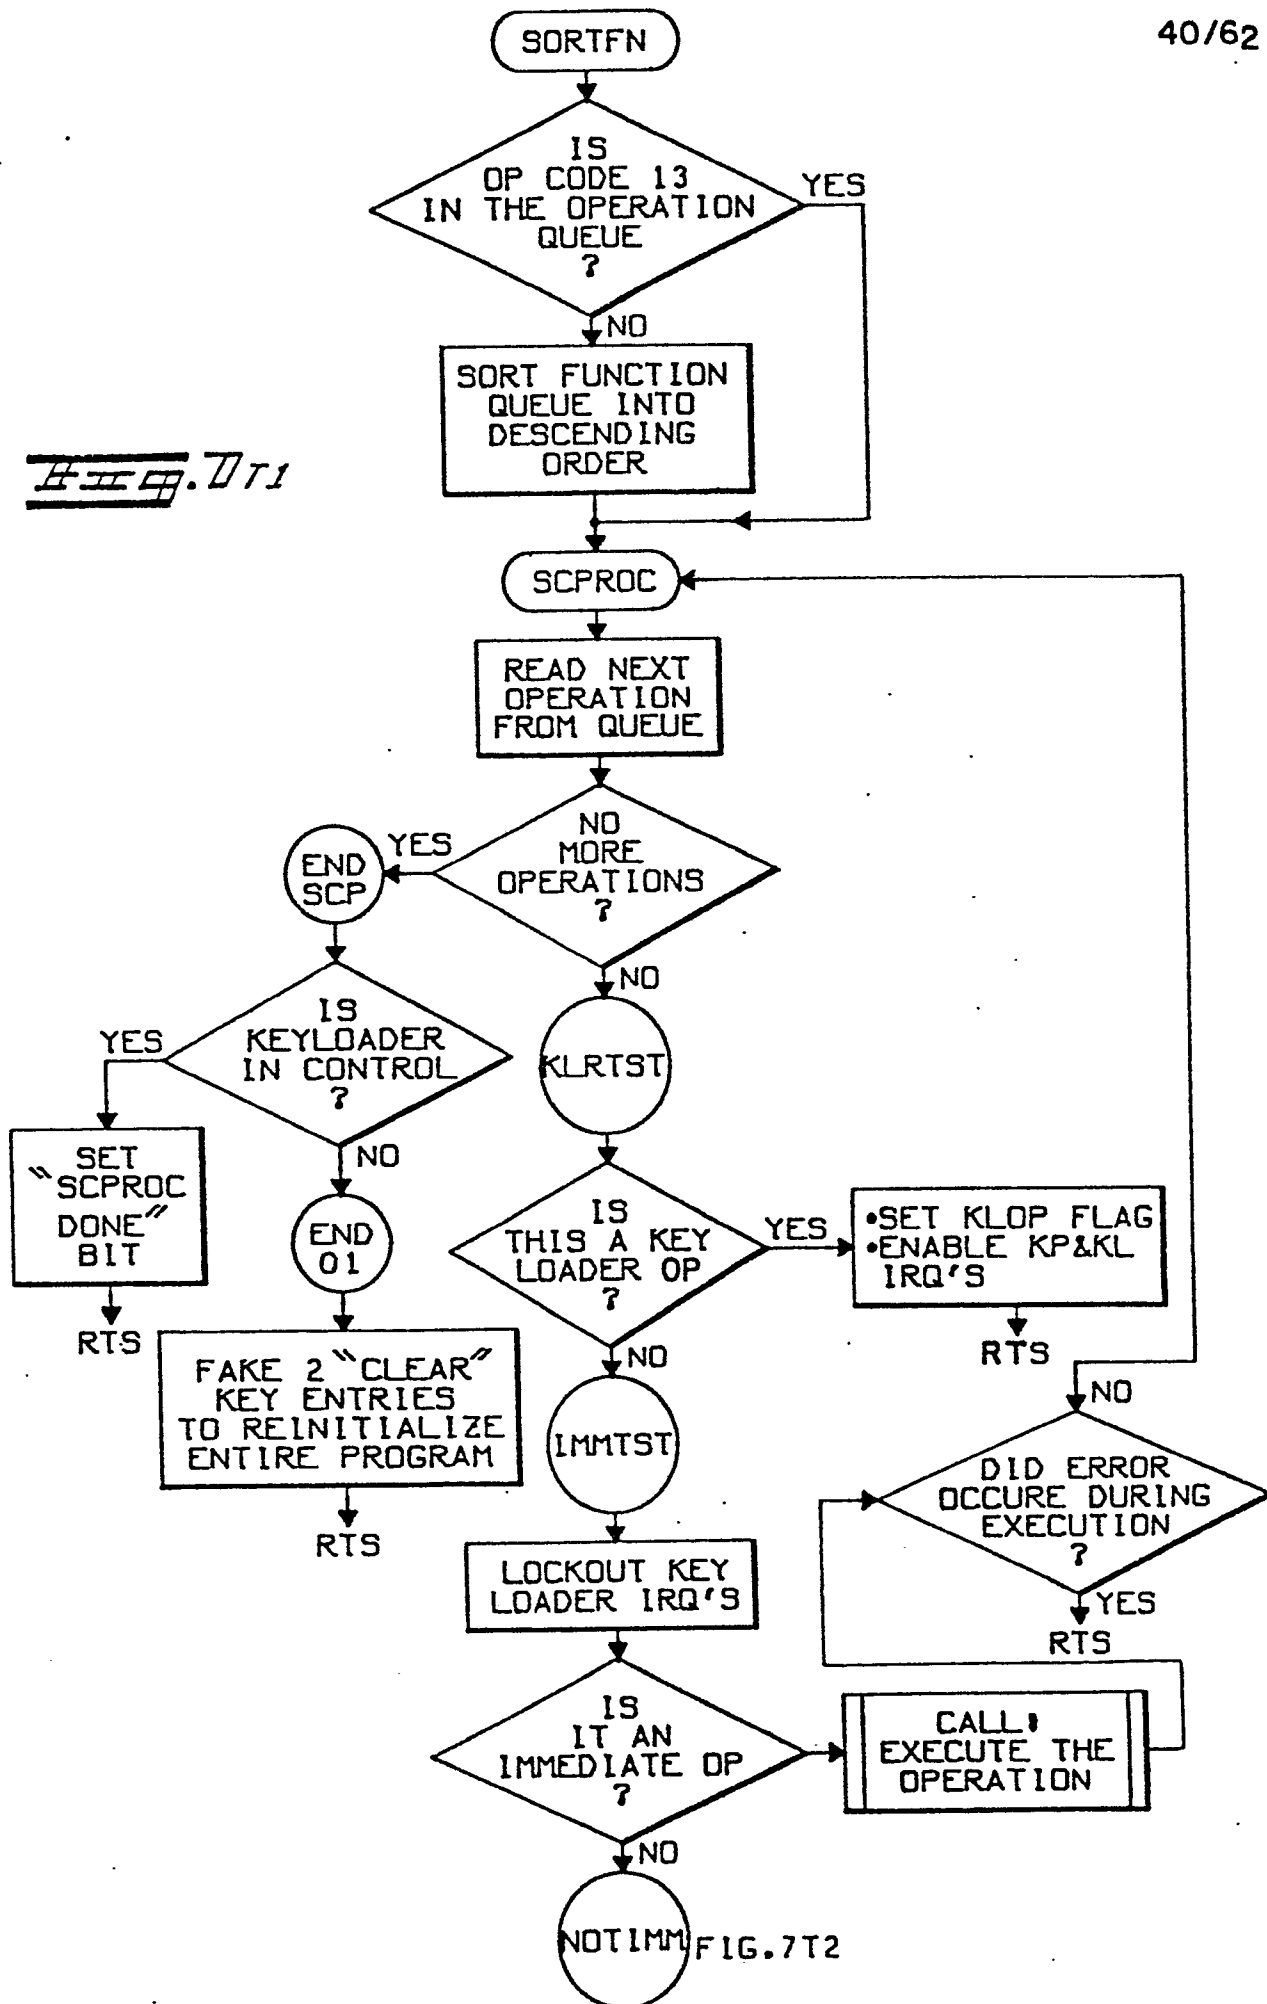 40/62
SORTFN
IS
OP CODE 13
IN THE OPERATION
QUEUE
?
YES
NO
SORT FUNCTION
QUEUE INTO
DESCENDING
ORDER
Fig. 7T1
SCPROC
READ NEXT
OPERATION
FROM QUEUE
NO
MORE
OPERATIONS
?
YES
END
SCP
NO
IS
KEYLOADER
IN CONTROL
?
YES
KLRTST
SET
"SCPROC
DONE"
BIT
RTS
NO
END
01
FAKE 2 "CLEAR"
KEY ENTRIES
TO REINITIALIZE
ENTIRE PROGRAM
RTS
IS
THIS A KEY
LOADER OP
?
YES
•SET KLOP FLAG
•ENABLE KP&KL
IRQ'S
RTS
NO
IMMTST
NO
DID ERROR
OCCURE DURING
EXECUTION
?
YES
RTS
LOCKOUT KEY
LOADER IRQ'S
IS
IT AN
IMMEDIATE OP
?
CALL:
EXECUTE THE
OPERATION
NO
NOTIMM FIG.7T2